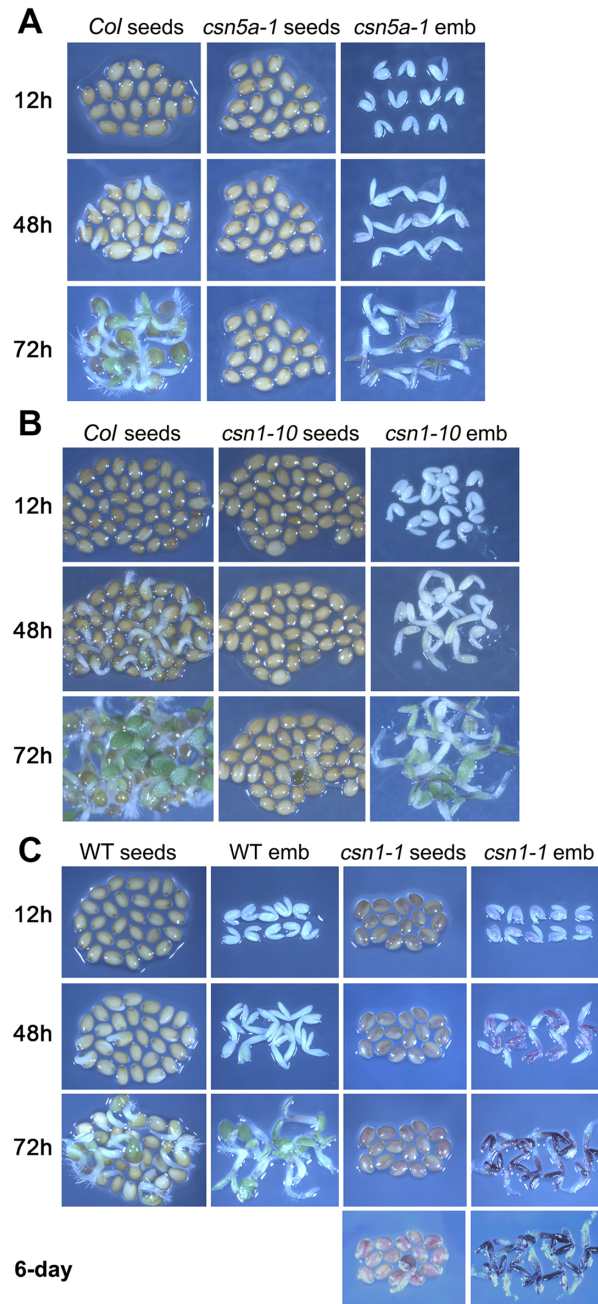 A
Col seeds csn5a-1 seeds csn5a-1 emb
12h
48h
72h
B
Col seeds csn1-10 seeds csn1-10 emb
12h
48h
72h
C
WT seeds WT emb csn1-1 seeds csn1-1 emb
12h
48h
72h
6-day